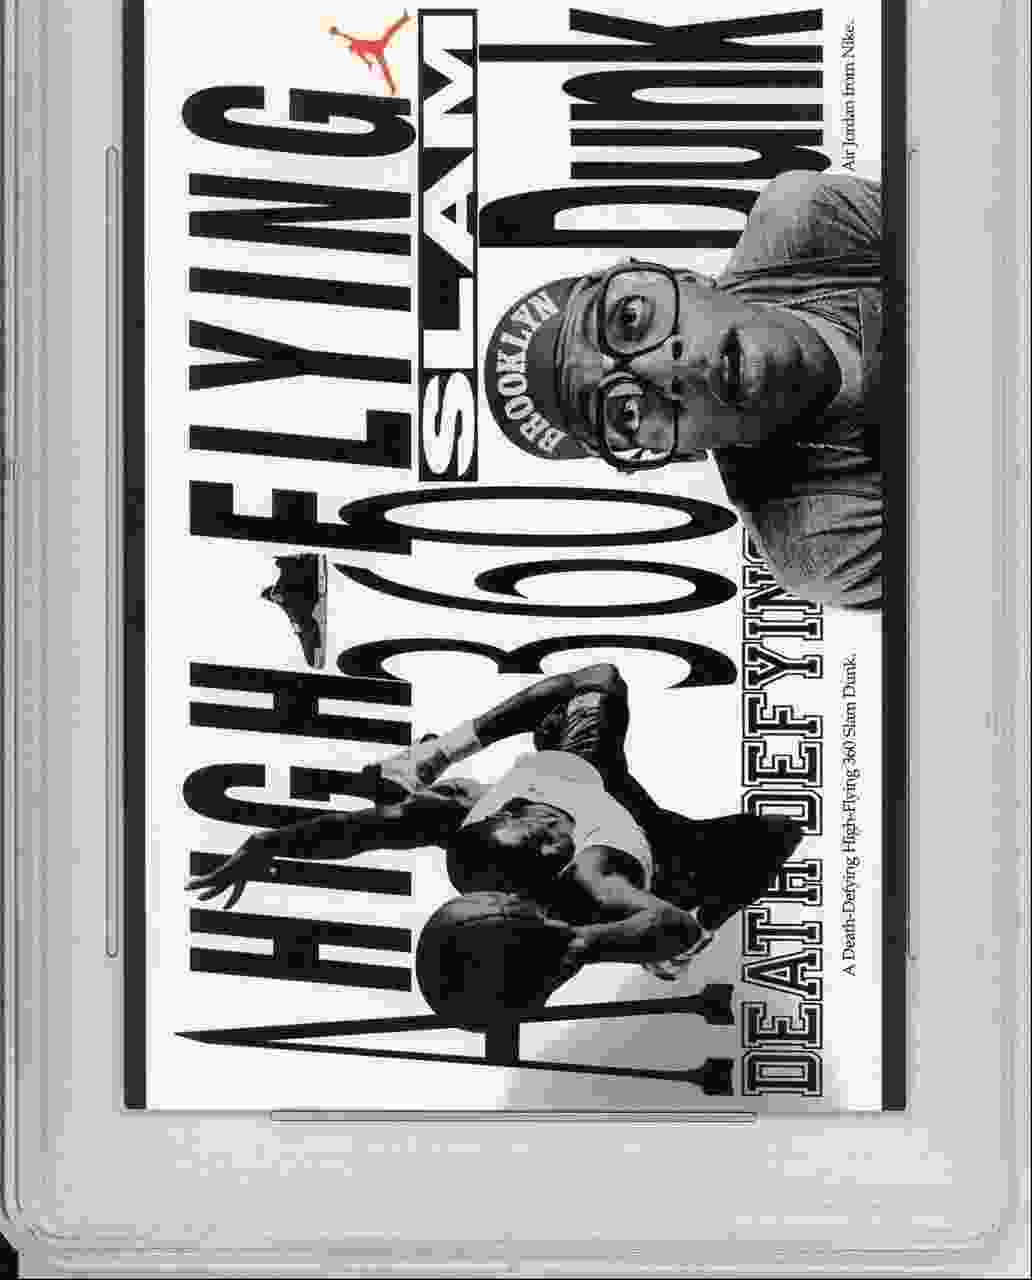 A HIGH FLYING
360 SLAM
Dunk
BROOKLYN
DEATH DEFYING
A Death-Defying High-Flying 360 Slam Dunk.
Air Jordan from Nike.